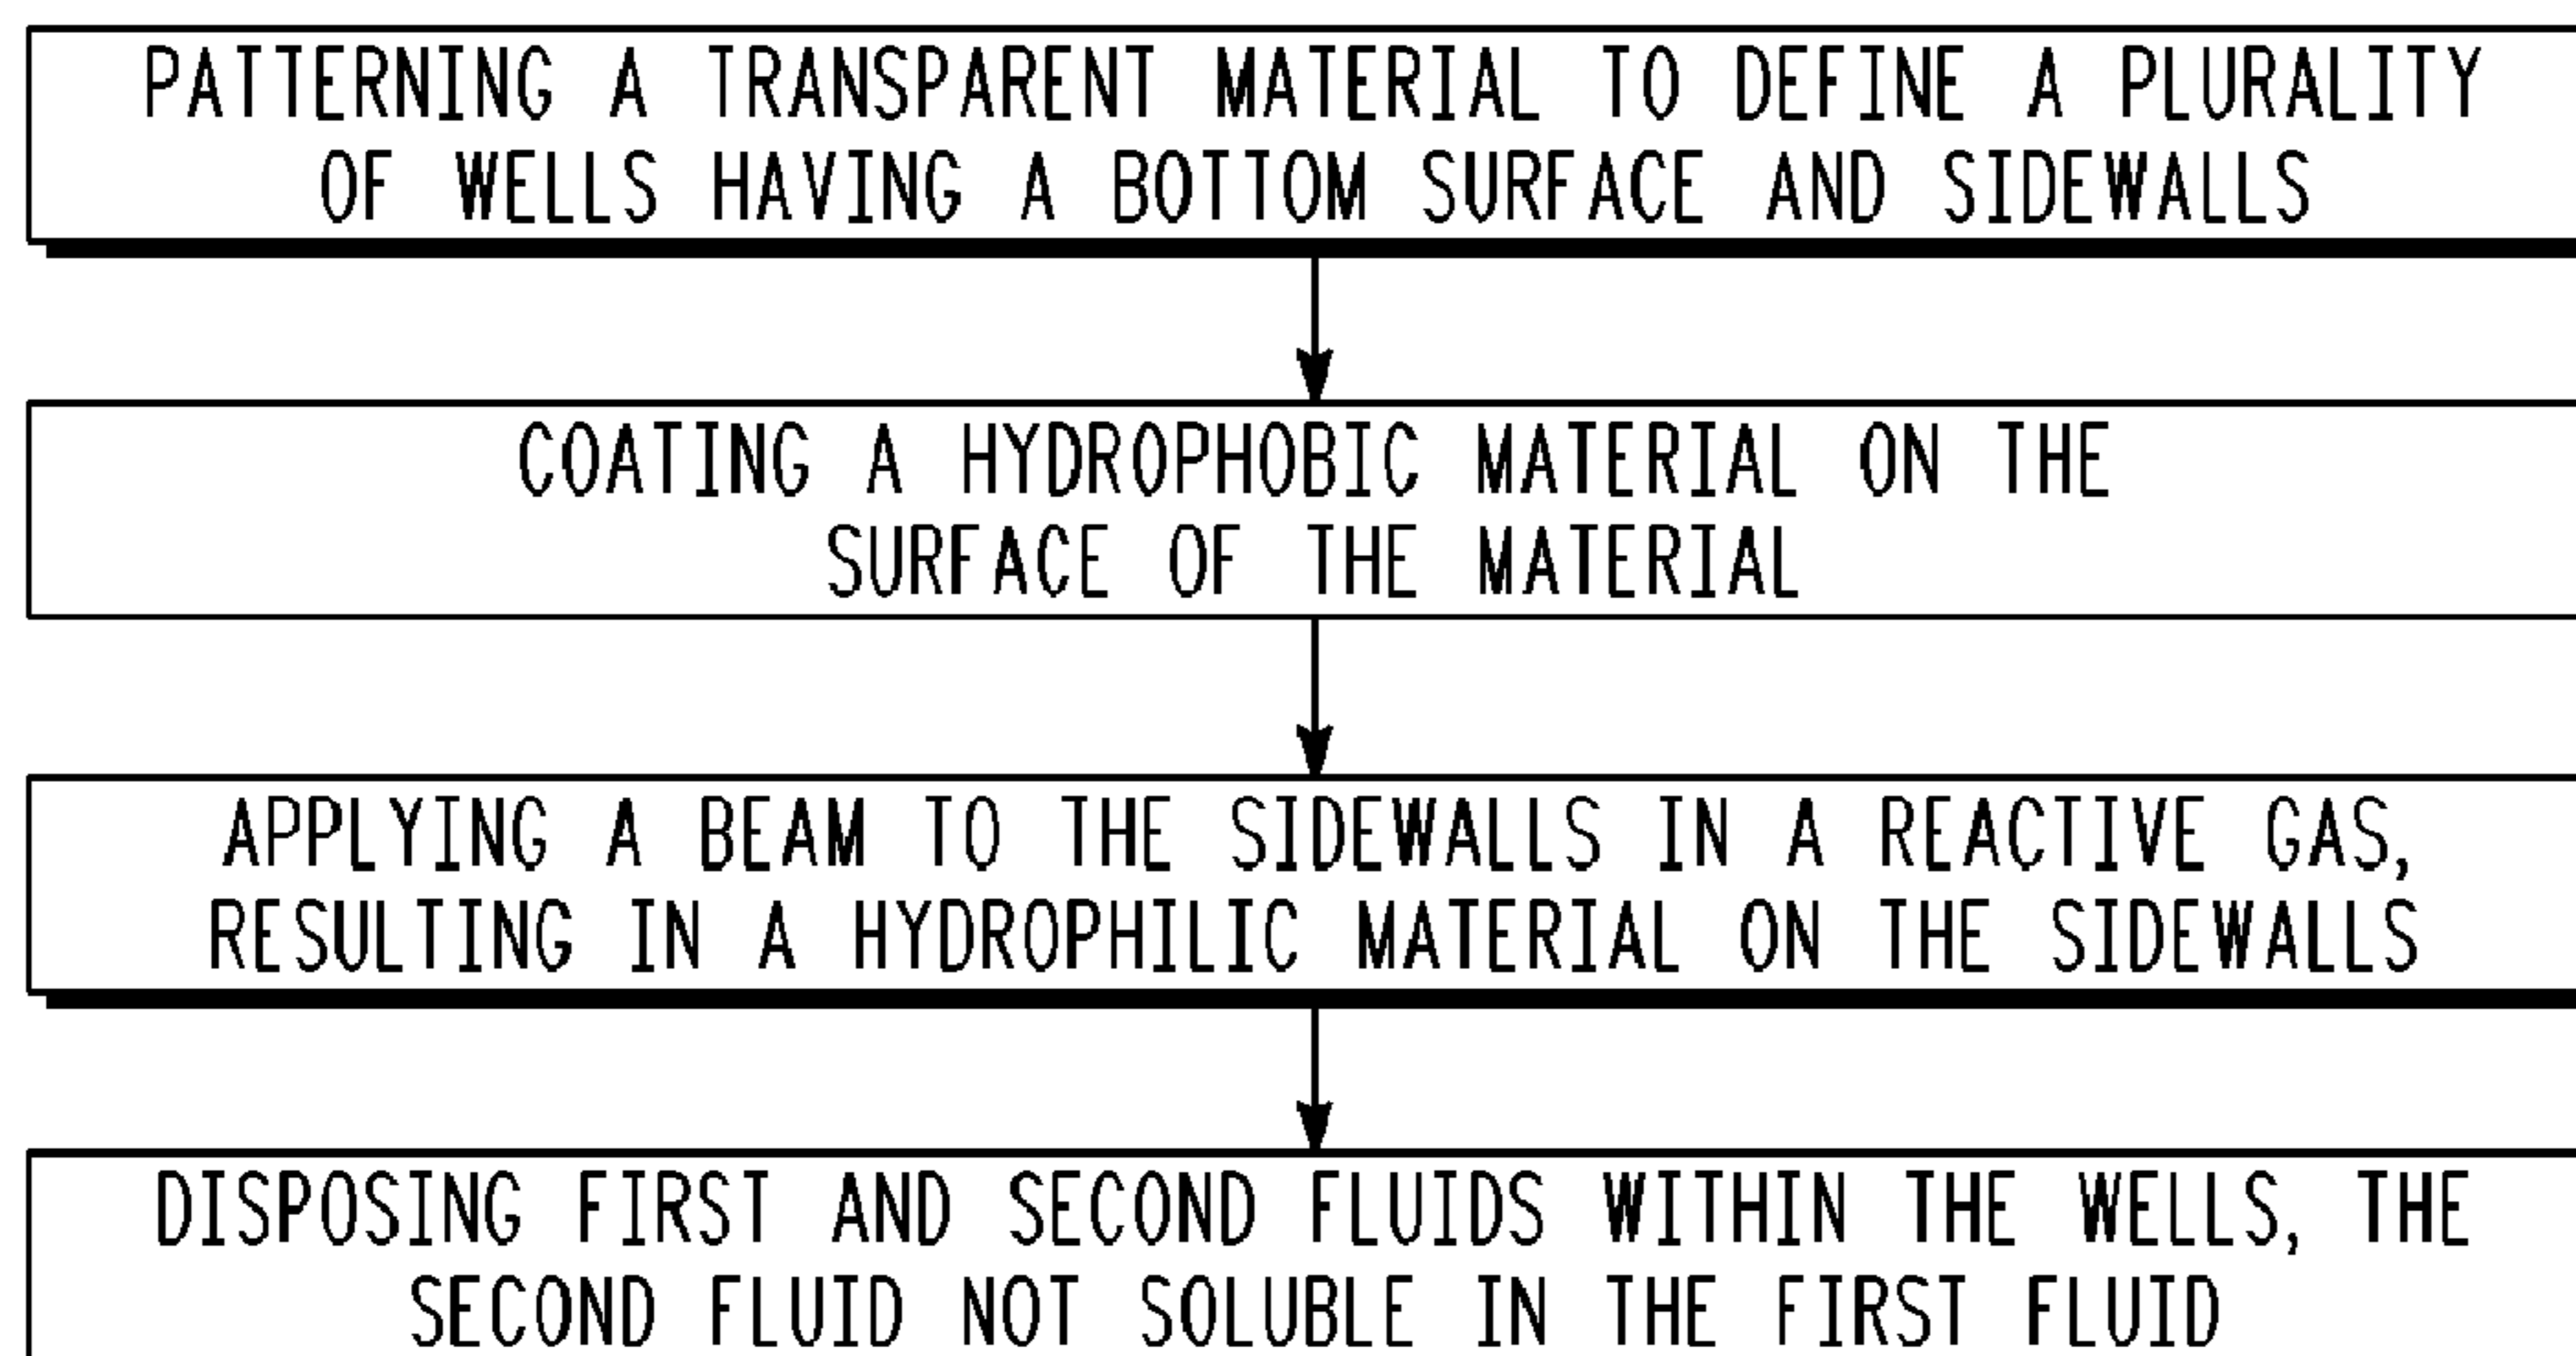 PATTERNING A TRANSPARENT MATERIAL TO DEFINE A PLURALITY
OF WELLS HAVING A BOTTOM SURFACE AND SIDEWALLS
COATING A HYDROPHOBIC MATERIAL ON THE
SURFACE OF THE MATERIAL
APPLYING A BEAM TO THE SIDEWALLS IN A REACTIVE GAS,
RESULTING IN A HYDROPHILIC MATERIAL ON THE SIDEWALLS
DISPOSING FIRST AND SECOND FLUIDS WITHIN THE WELLS, THE
SECOND FLUID NOT SOLUBLE IN THE FIRST FLUID